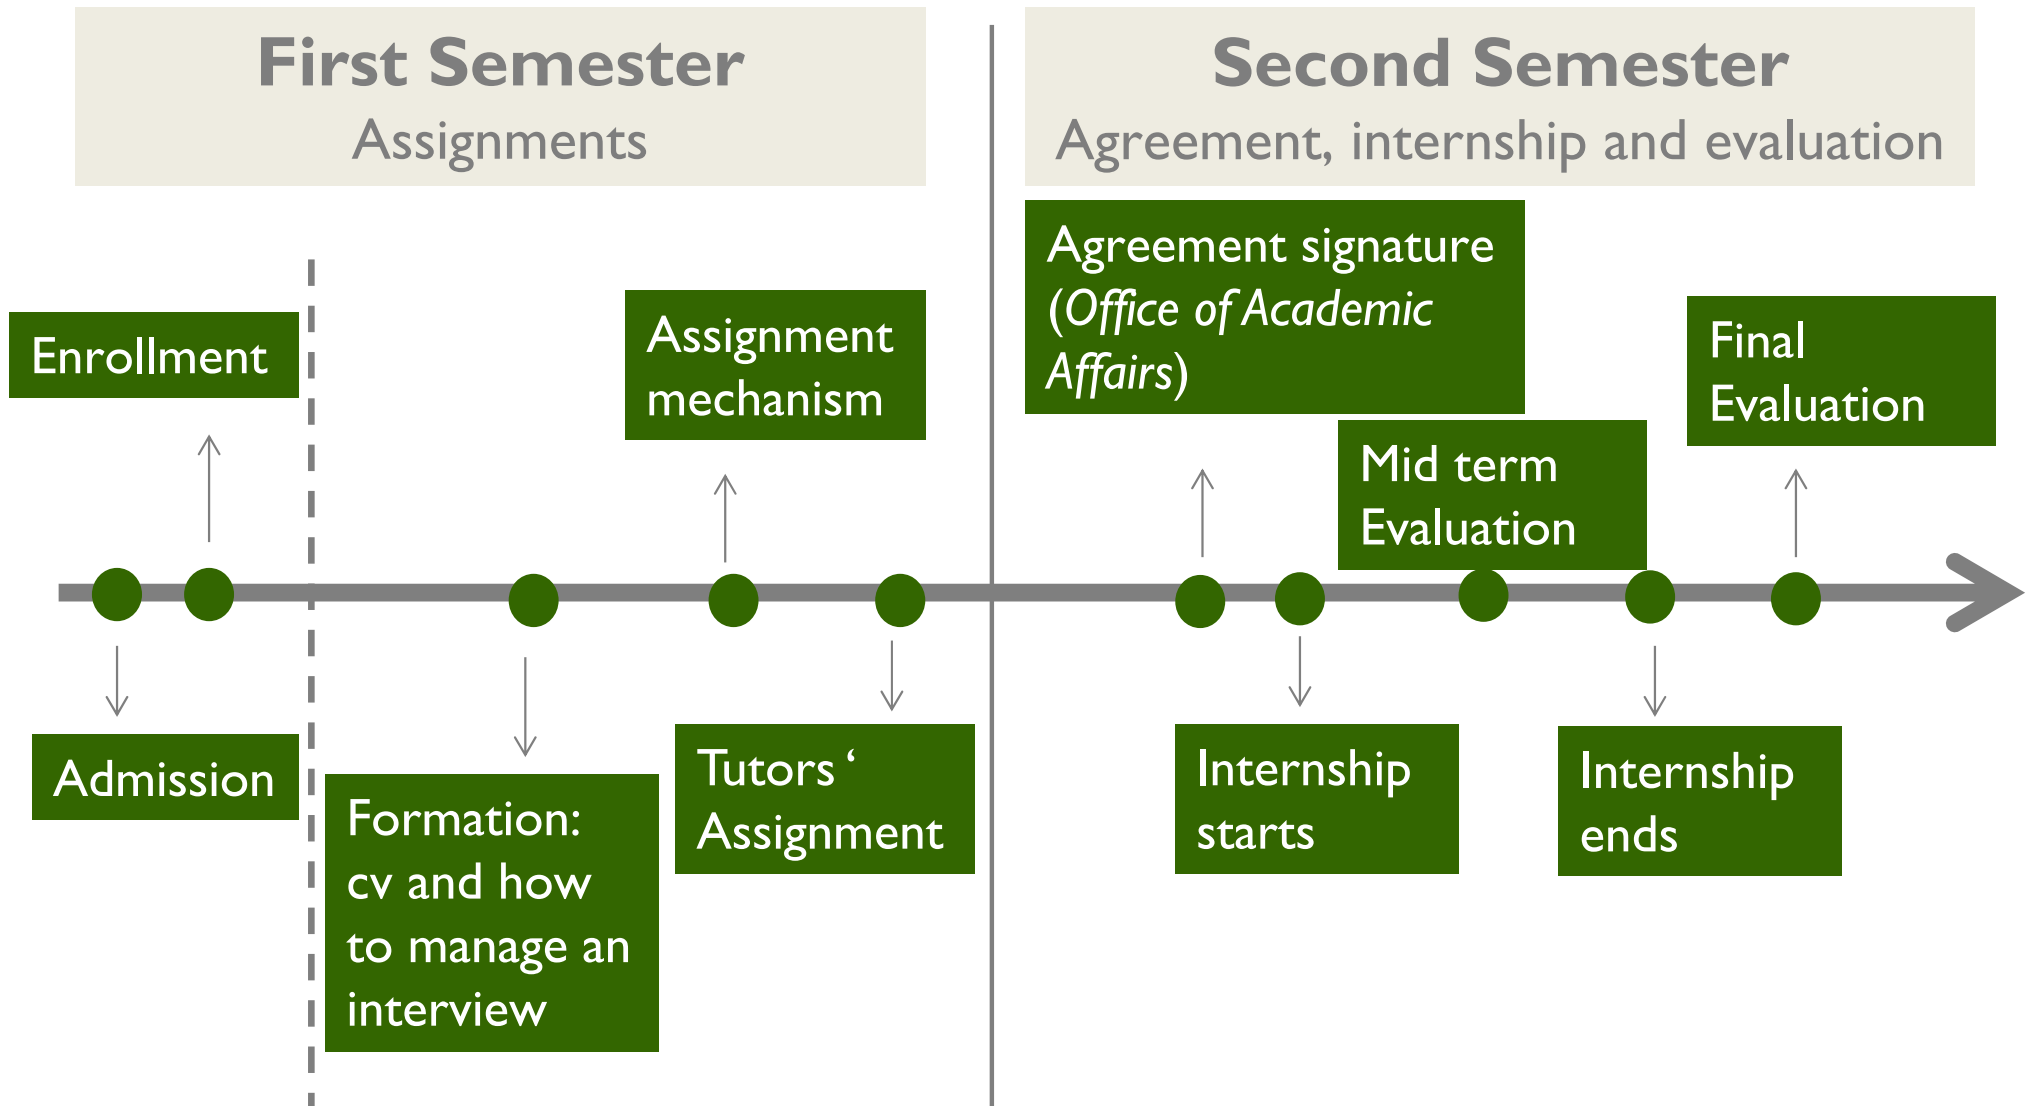 First Semester
Assignments
Second Semester
Agreement, internship and evaluation
Enrollment
Assignment
mechanism
Agreement signature
(Office of Academic
Affairs)
Mid term
Evaluation
Final
Evaluation
Admission
Formation:
cv and how
to manage an
interview
Tutors ‘
Assignment
Internship
starts
Internship
ends